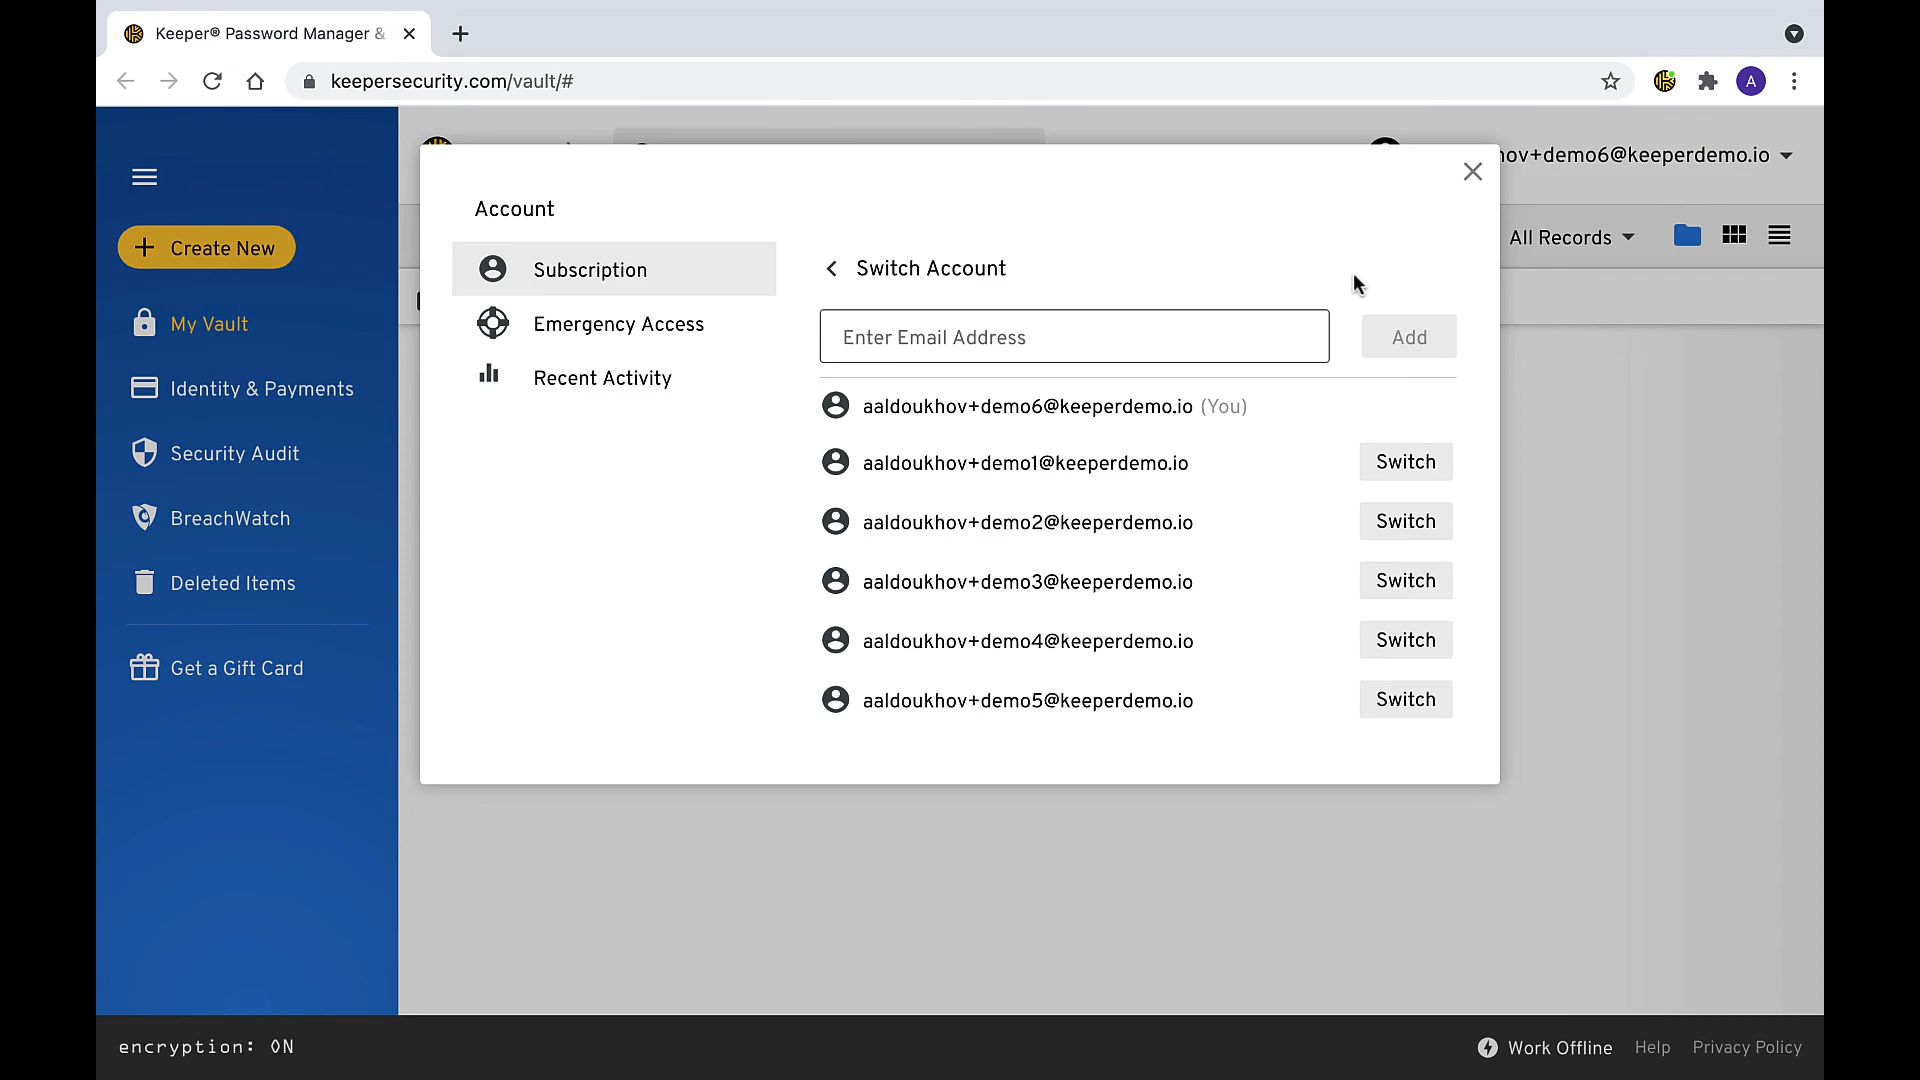 Keeper® Password Manager &
keepersecurity.com/vault/#
A
hov+demo6@keeperdemo.io
Create New
My Vault
Identity & Payments
Security Audit
BreachWatch
Deleted Items
Get a Gift Card
All Records
Account
Subscription
Emergency Access
Recent Activity
Switch Account
Enter Email Address
Add
aaldoukhov+demo6@keeperdemo.io (You)
aaldoukhov+demo1@keeperdemo.io Switch
aaldoukhov+demo2@keeperdemo.io Switch
aaldoukhov+demo3@keeperdemo.io Switch
aaldoukhov+demo4@keeperdemo.io Switch
aaldoukhov+demo5@keeperdemo.io Switch
encryption: ON
Work Offline Help Privacy Policy